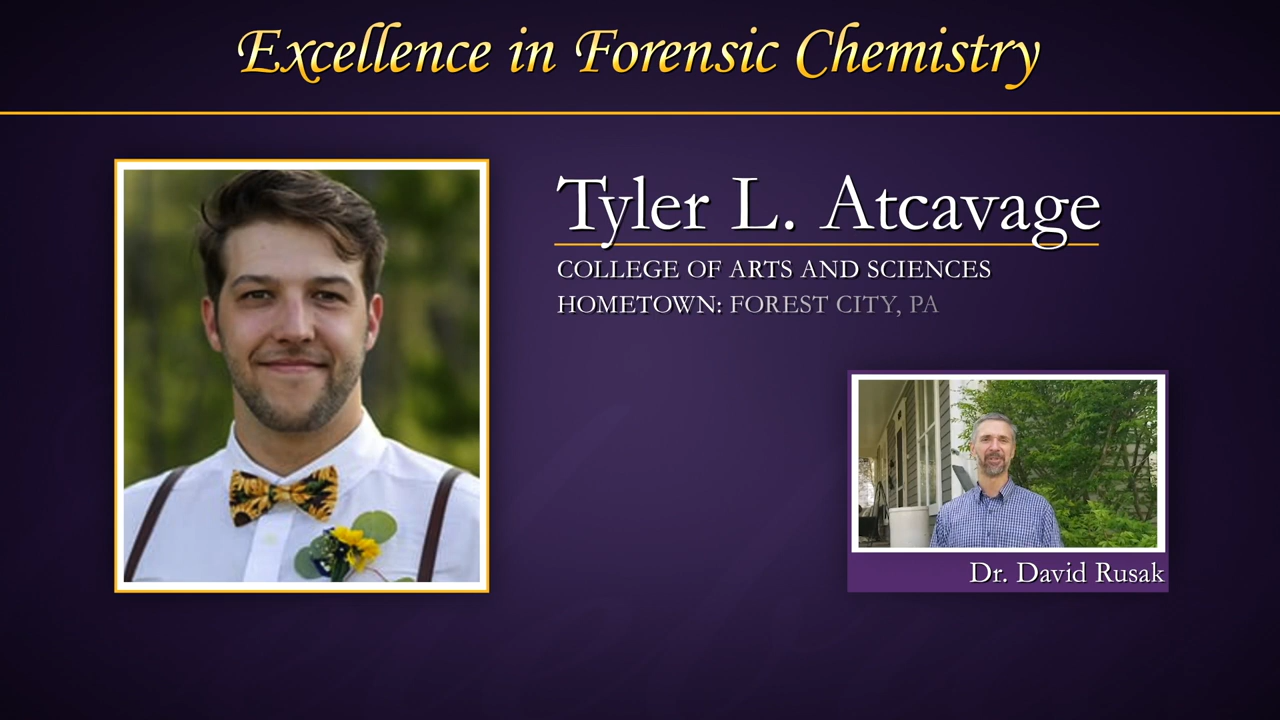 Excellence in Forensic Chemistry
Tyler L. Atcavage
COLLEGE OF ARTS AND SCIENCES
HOMETOWN: FOREST CITY, PA
Dr. David Rusak